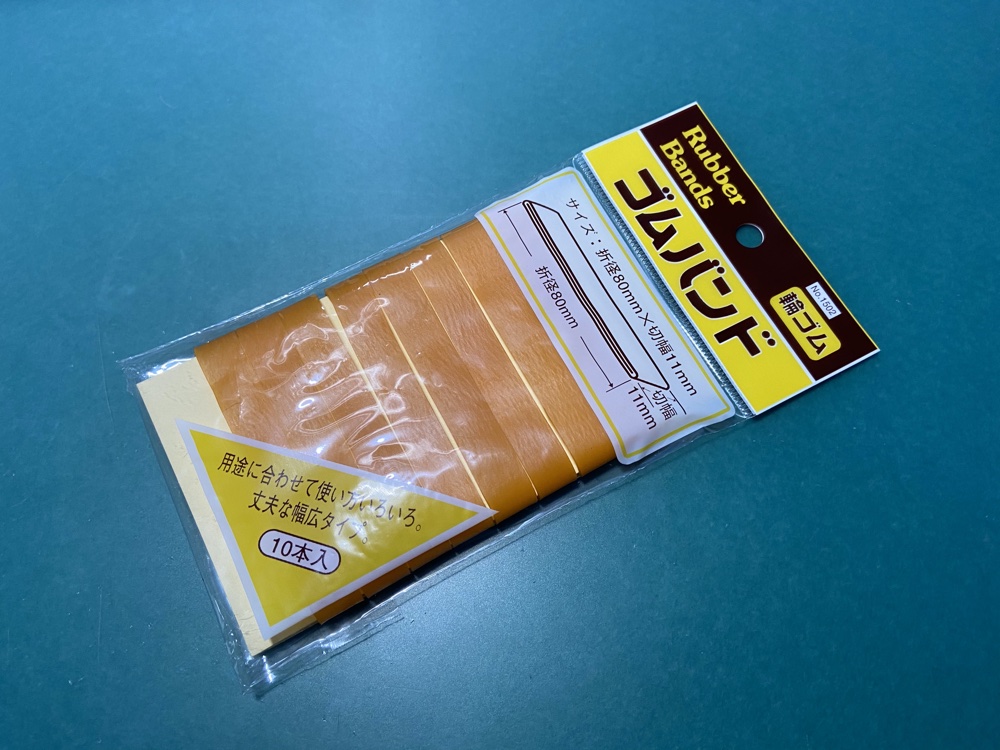 Rubber
Bands
ゴムバンド
No.1502
輪ゴム
サイズ：折径80mm×切幅11mm
折径80mm
切幅
11mm
用途に合わせて使い方いろいろ。
丈夫な幅広タイプ。
10本入